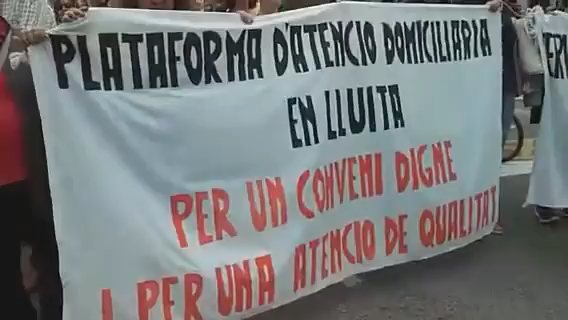 PLATAFORMA D'ATENCIO DOMICILIARIA
EN LLUITA
PER UN CONVENI DIGNE
I PER UNA ATENCIO DE QUALITAT